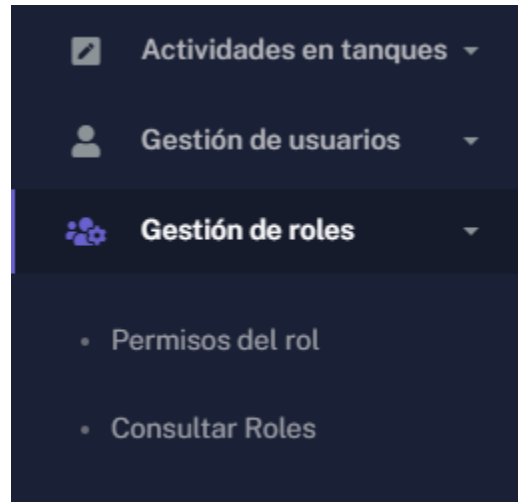 Actividades en tanques
Gestión de usuarios
Gestión de roles
Permisos del rol
Consultar Roles